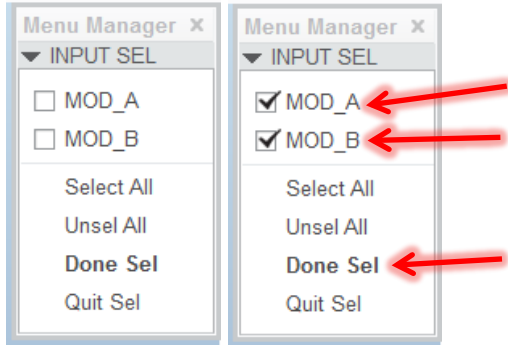 Menu Manager ×
INPUT SEL
MOD_A
MOD_B
Select All
Unsel All
Done Sel
Quit Sel
Menu Manager ×
INPUT SEL
MOD_A
MOD_B
Select All
Unsel All
Done Sel
Quit Sel